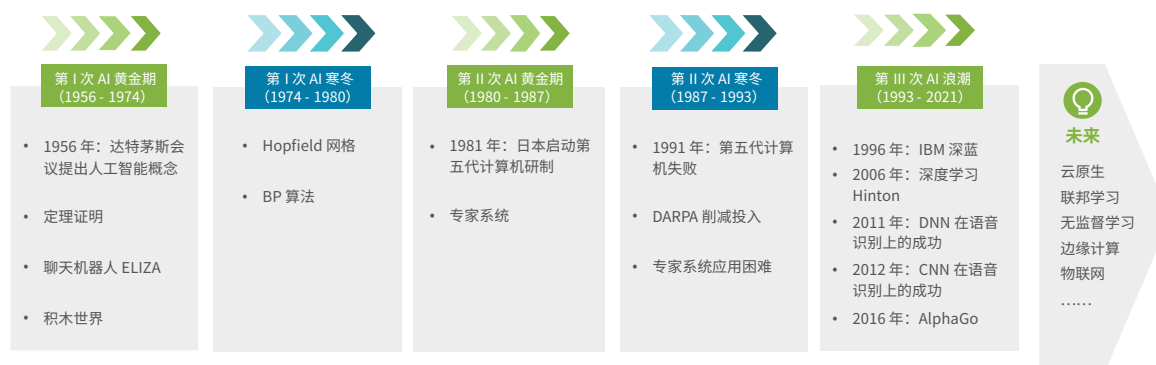 第 I 次 AI 黄金期
（1956 - 1974）
• 1956 年：达特茅斯会
议提出人工智能概念
• 定理证明
• 聊天机器人 ELIZA
• 积木世界
第 I 次 AI 寒冬
（1974 - 1980）
• Hopfield 网格
• BP 算法
第 II 次 AI 黄金期
（1980 - 1987）
• 1981 年：日本启动第
五代计算机研制
• 专家系统
第 II 次 AI 寒冬
（1987 - 1993）
• 1991 年：第五代计算
机失败
• DARPA 削减投入
• 专家系统应用困难
第 III 次 AI 浪潮
（1993 - 2021）
• 1996 年：IBM 深蓝
• 2006 年：深度学习
Hinton
• 2011 年：DNN 在语音
识别上的成功
• 2012 年：CNN 在语音
识别上的成功
• 2016 年：AlphaGo
未来
云原生
联邦学习
无监督学习
边缘计算
物联网
……